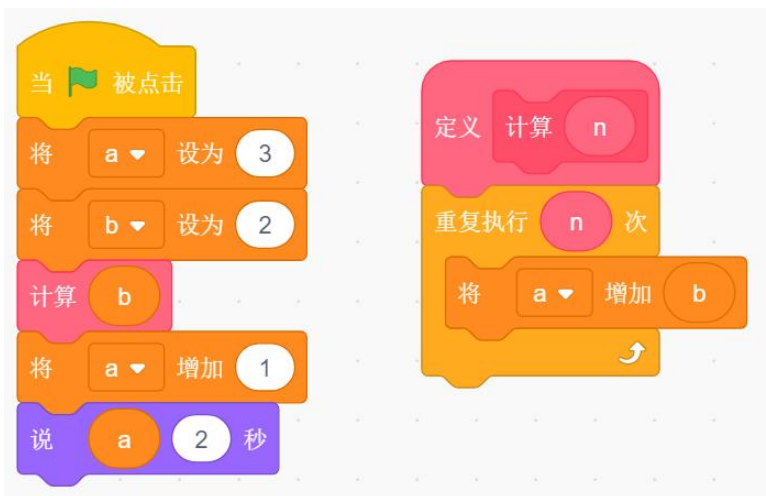 当 被点击
将 a 设为 3
将 b 设为 2
计算 b
将 a 增加 1
说 a 2 秒
定义 计算 n
重复执行 n 次
将 a 增加 b